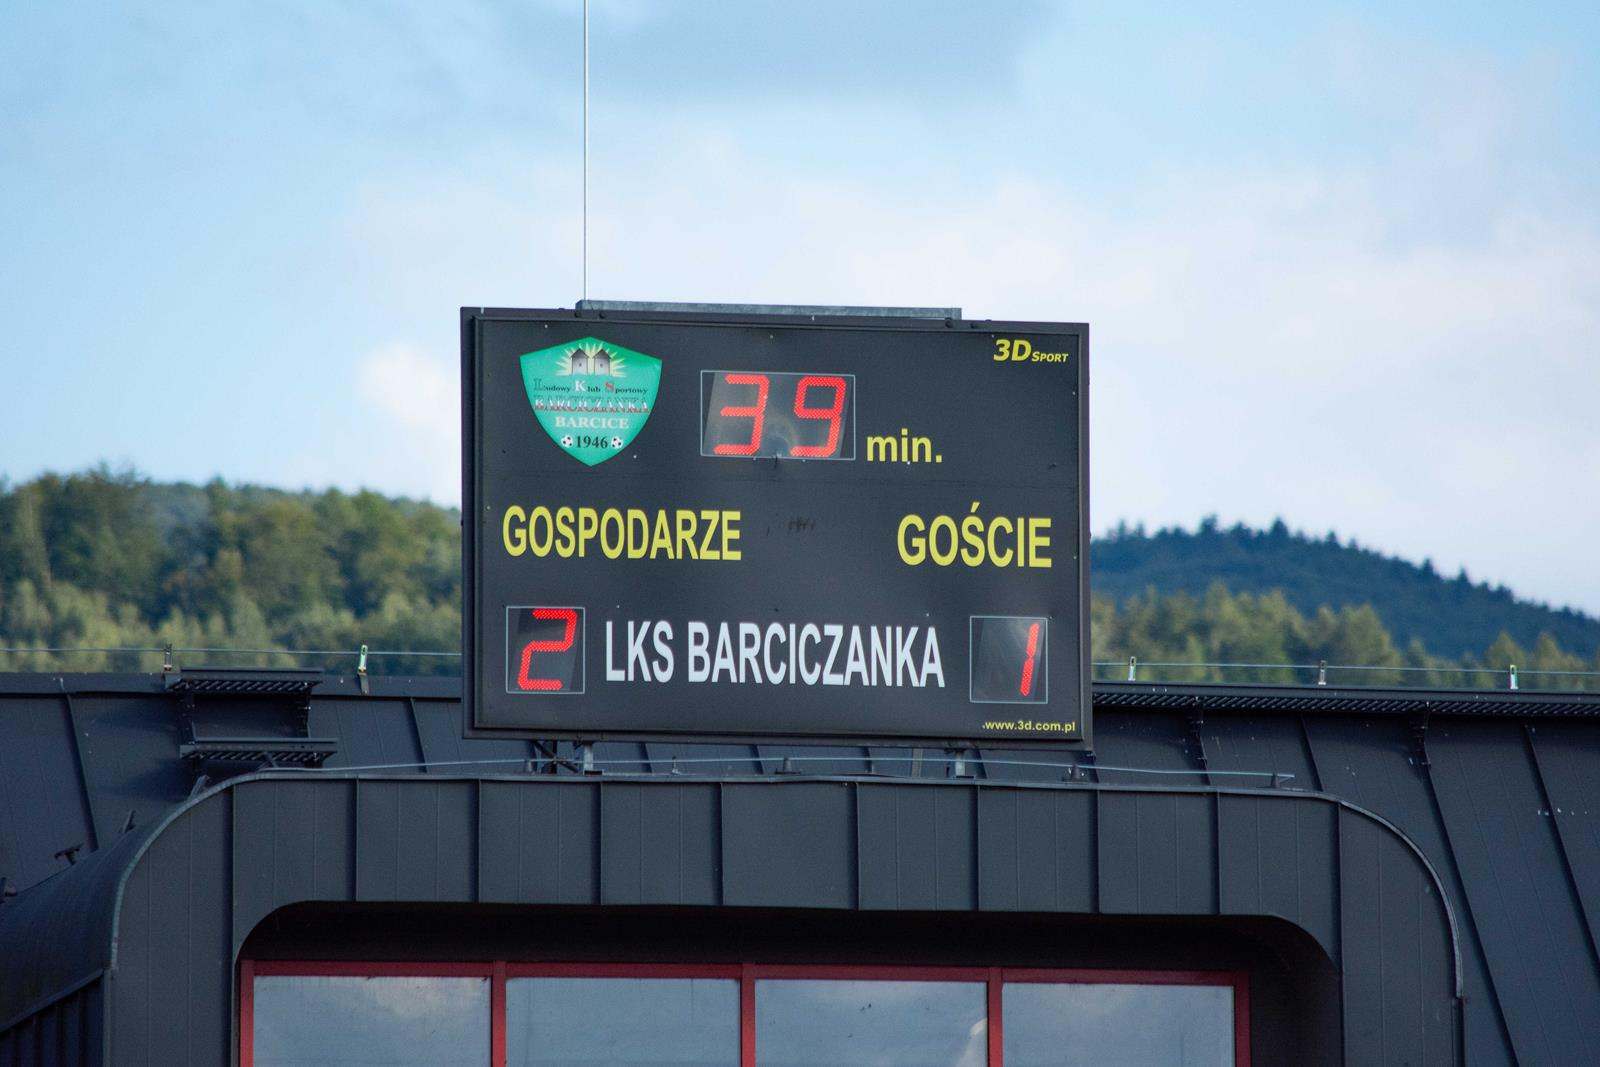 3D SPORT
Ludowy Klub Sportowy
BARCICZANKA
BARCICE
1946
39 min.
GOSPODARZE GOŚCIE
2 LKS BARCICZANKA 1
www.3d.com.pl